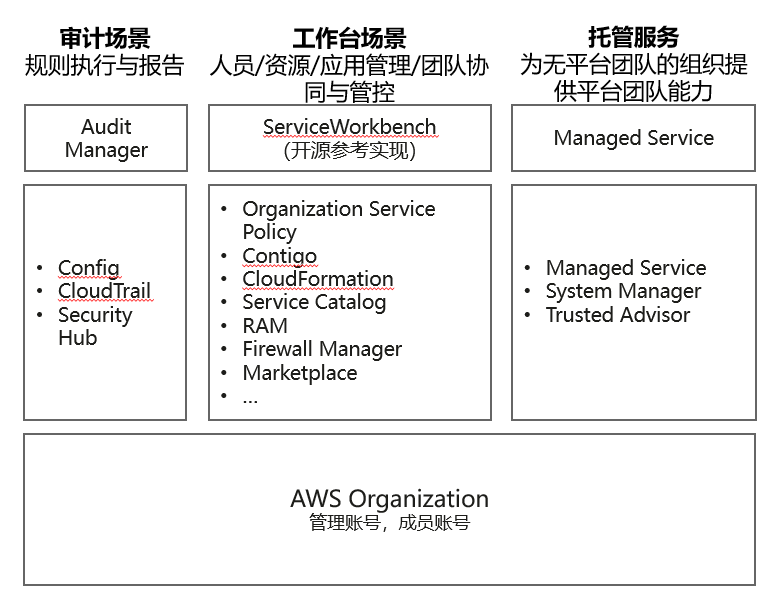 审计场景
规则执行与报告
Audit
Manager
Config
CloudTrail
Security
Hub
工作台场景
人员/资源/应用管理/团队协
同与管控
ServiceWorkbench
(开源参考实现)
Organization Service
Policy
Contigo
CloudFormation
Service Catalog
RAM
Firewall Manager
Marketplace
...
托管服务
为无平台团队的组织提
供平台团队能力
Managed Service
Managed Service
System Manager
Trusted Advisor
AWS Organization
管理账号，成员账号